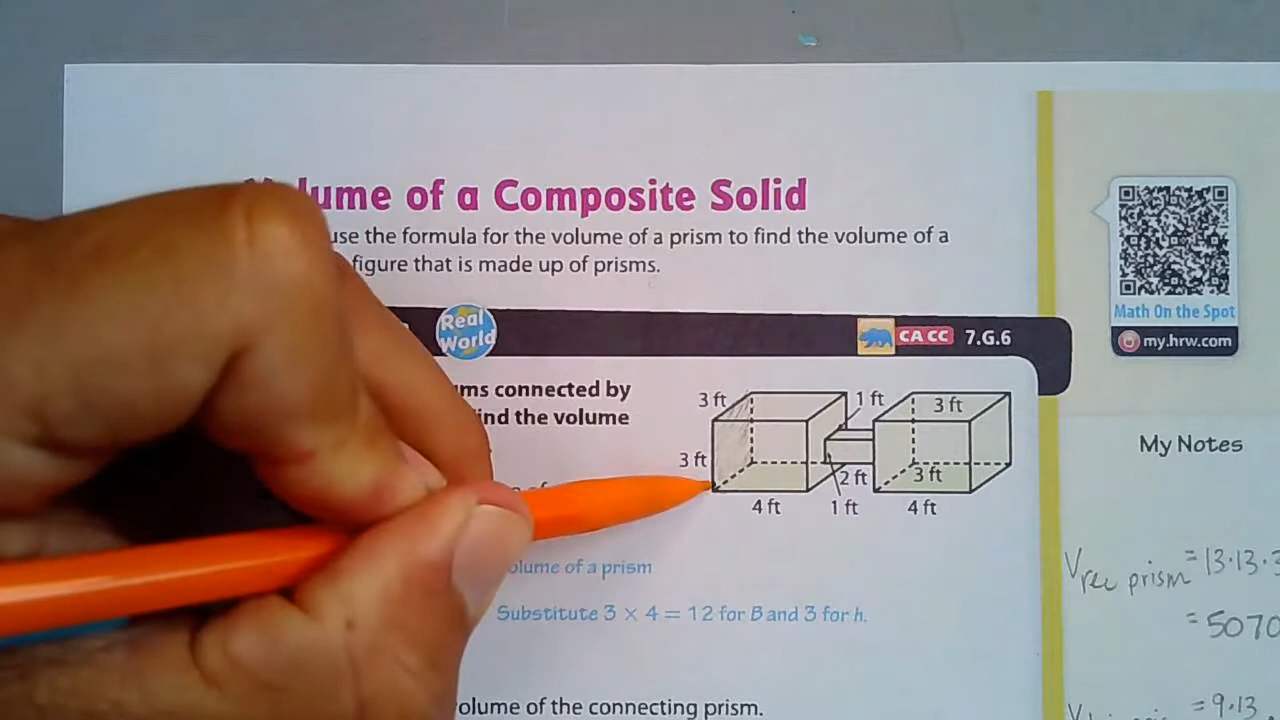 lume of a Composite Solid
use the formula for the volume of a prism to find the volume of a
figure that is made up of prisms.
Real World
CA CC 7.G.6
ms connected by
ind the volume
3 ft
1 ft
3 ft
3 ft
2 ft
3 ft
4 ft
1 ft
4 ft
olume of a prism
Substitute 3 × 4 = 12 for B and 3 for h.
olume of the connecting prism.
Math On the Spot
my.hrw.com
My Notes
V rec prism = 13·13·3
= 5070
= 9·13